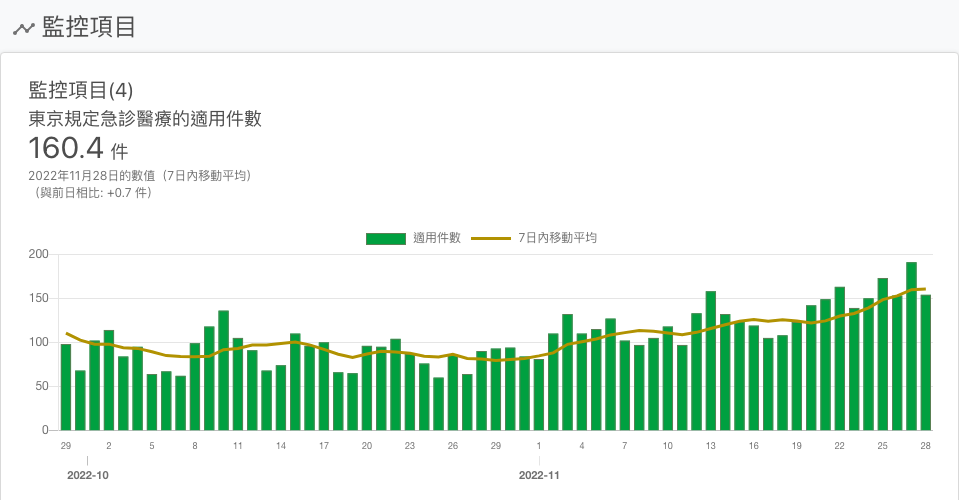 監控項目
監控項目(4)
東京規定急診醫療的適用件數
160.4 件
2022年11月28日的數值（7日內移動平均）
（與前日相比: +0.7 件）
適用件數 7日內移動平均
200
150
100
50
0
29 2 5 8 11 14 17 20 23 26 29 1 4 7 10 13 16 19 22 25 28
2022-10 2022-11